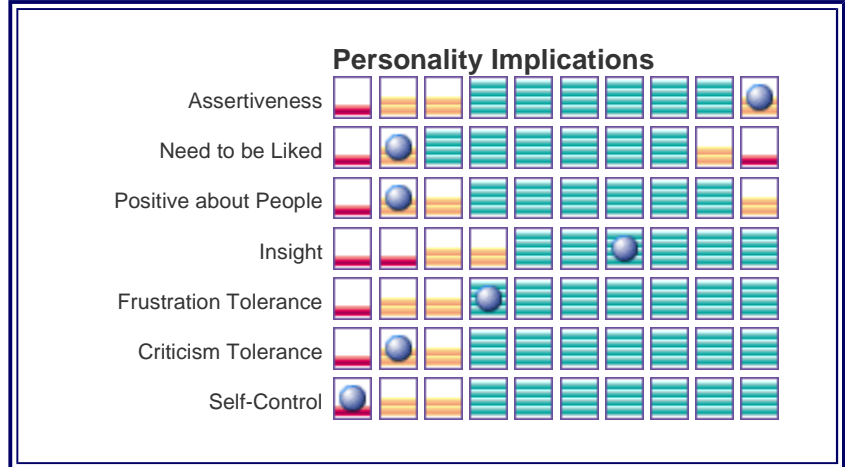 Personality Implications
Assertiveness
Need to be Liked
Positive about People
Insight
Frustration Tolerance
Criticism Tolerance
Self-Control